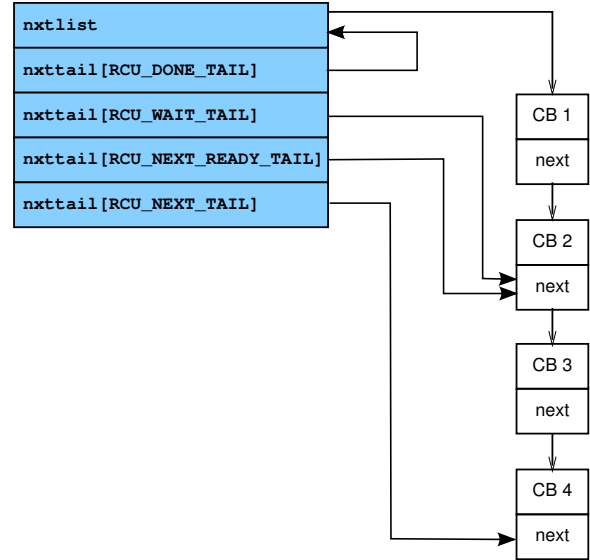 nxtlist
nxttail[RCU_DONE_TAIL]
nxttail[RCU_WAIT_TAIL]
nxttail[RCU_NEXT_READY_TAIL]
nxttail[RCU_NEXT_TAIL]
CB 1
next
CB 2
next
CB 3
next
CB 4
next